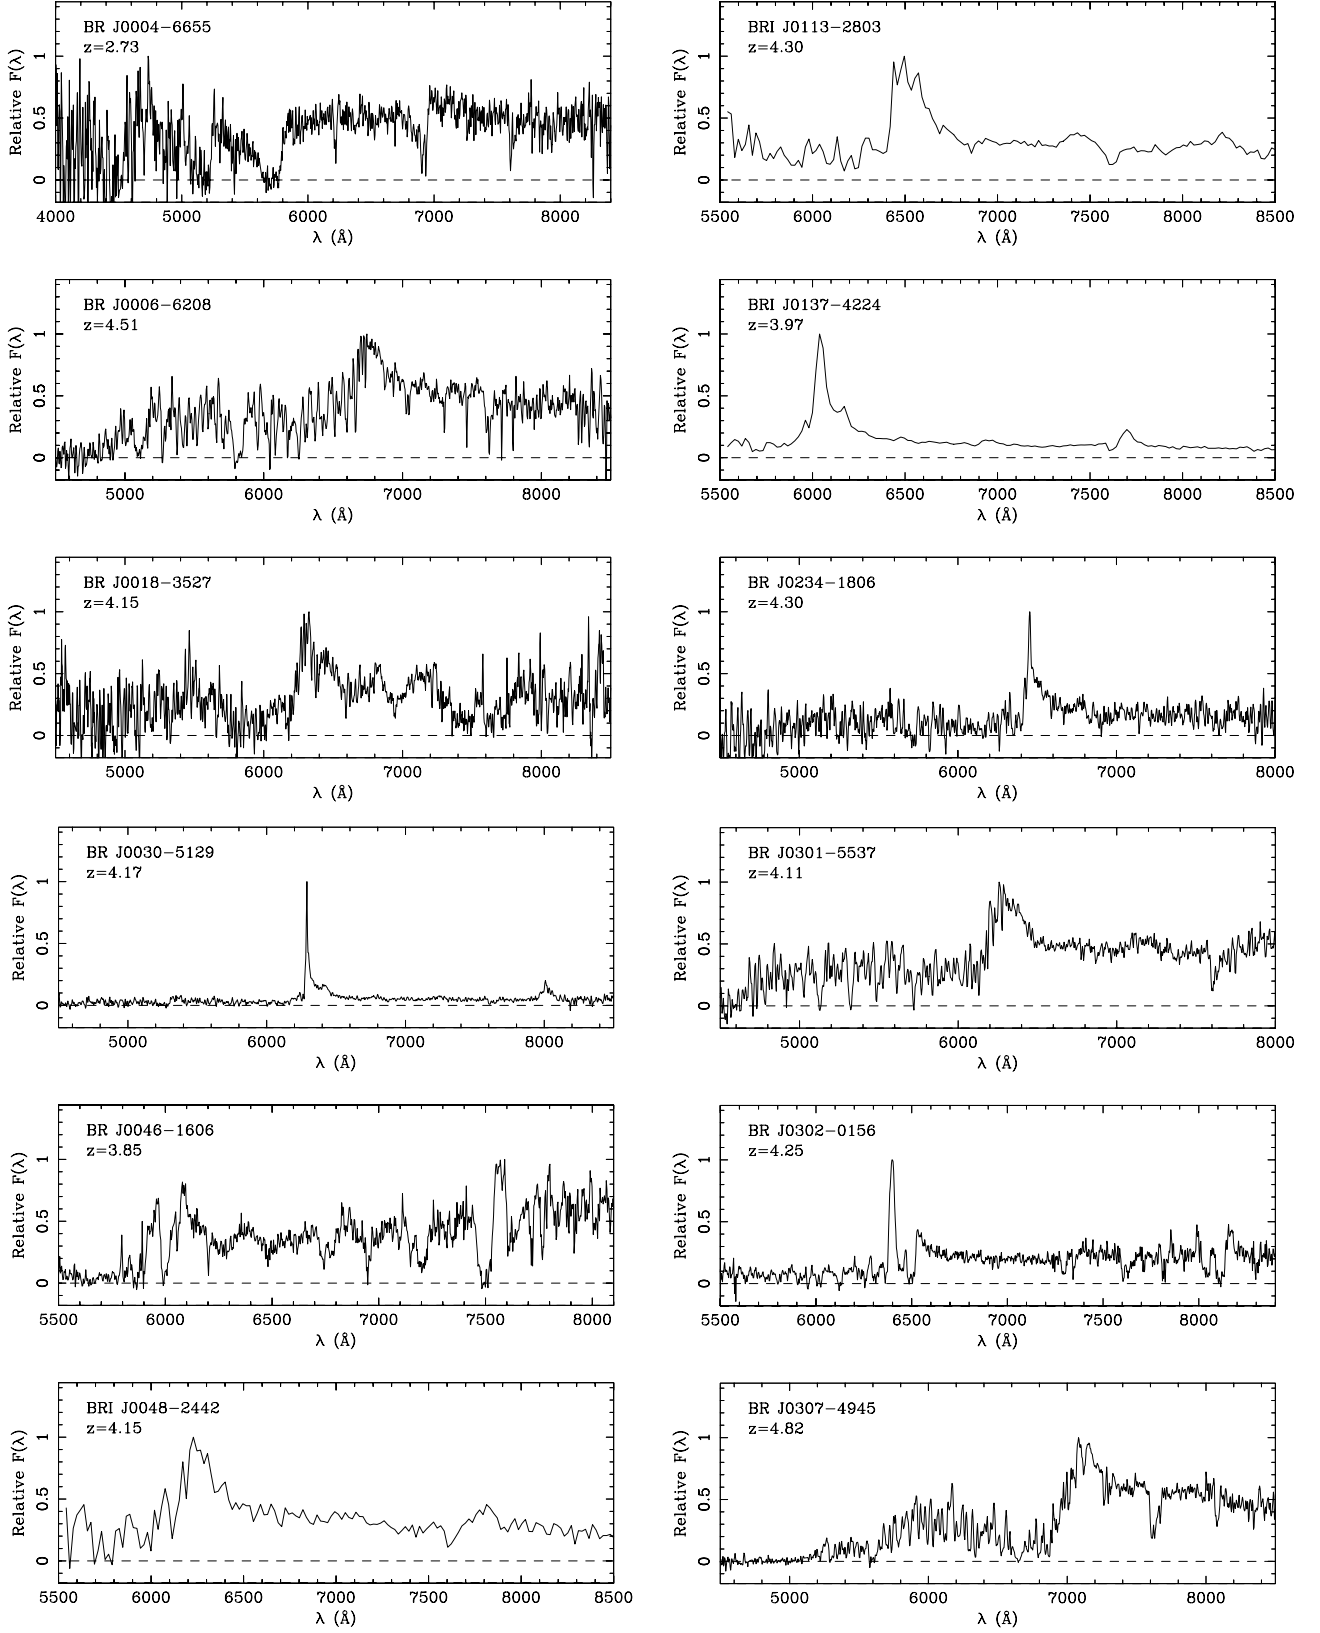 BR J0004−6655
z=2.73
Relative F(λ)
0 0.5 1
4000 5000 6000 7000 8000
λ (Å)
BRI J0113−2803
z=4.30
Relative F(λ)
0 0.5 1
5500 6000 6500 7000 7500 8000 8500
λ (Å)
BR J0006−6208
z=4.51
Relative F(λ)
0 0.5 1
5000 6000 7000 8000
λ (Å)
BRI J0137−4224
z=3.97
Relative F(λ)
0 0.5 1
5500 6000 6500 7000 7500 8000 8500
λ (Å)
BR J0018−3527
z=4.15
Relative F(λ)
0 0.5 1
5000 6000 7000 8000
λ (Å)
BR J0234−1806
z=4.30
Relative F(λ)
0 0.5 1
5000 6000 7000 8000
λ (Å)
BR J0030−5129
z=4.17
Relative F(λ)
0 0.5 1
5000 6000 7000 8000
λ (Å)
BR J0301−5537
z=4.11
Relative F(λ)
0 0.5 1
5000 6000 7000 8000
λ (Å)
BR J0046−1606
z=3.85
Relative F(λ)
0 0.5 1
5500 6000 6500 7000 7500 8000
λ (Å)
BR J0302−0156
z=4.25
Relative F(λ)
0 0.5 1
5500 6000 6500 7000 7500 8000
λ (Å)
BRI J0048−2442
z=4.15
Relative F(λ)
0 0.5 1
5500 6000 6500 7000 7500 8000 8500
λ (Å)
BR J0307−4945
z=4.82
Relative F(λ)
0 0.5 1
5000 6000 7000 8000
λ (Å)